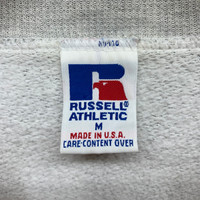 RUSSELL®
ATHLETIC
M
MADE IN U.S.A.
CARE-CONTENT OVER